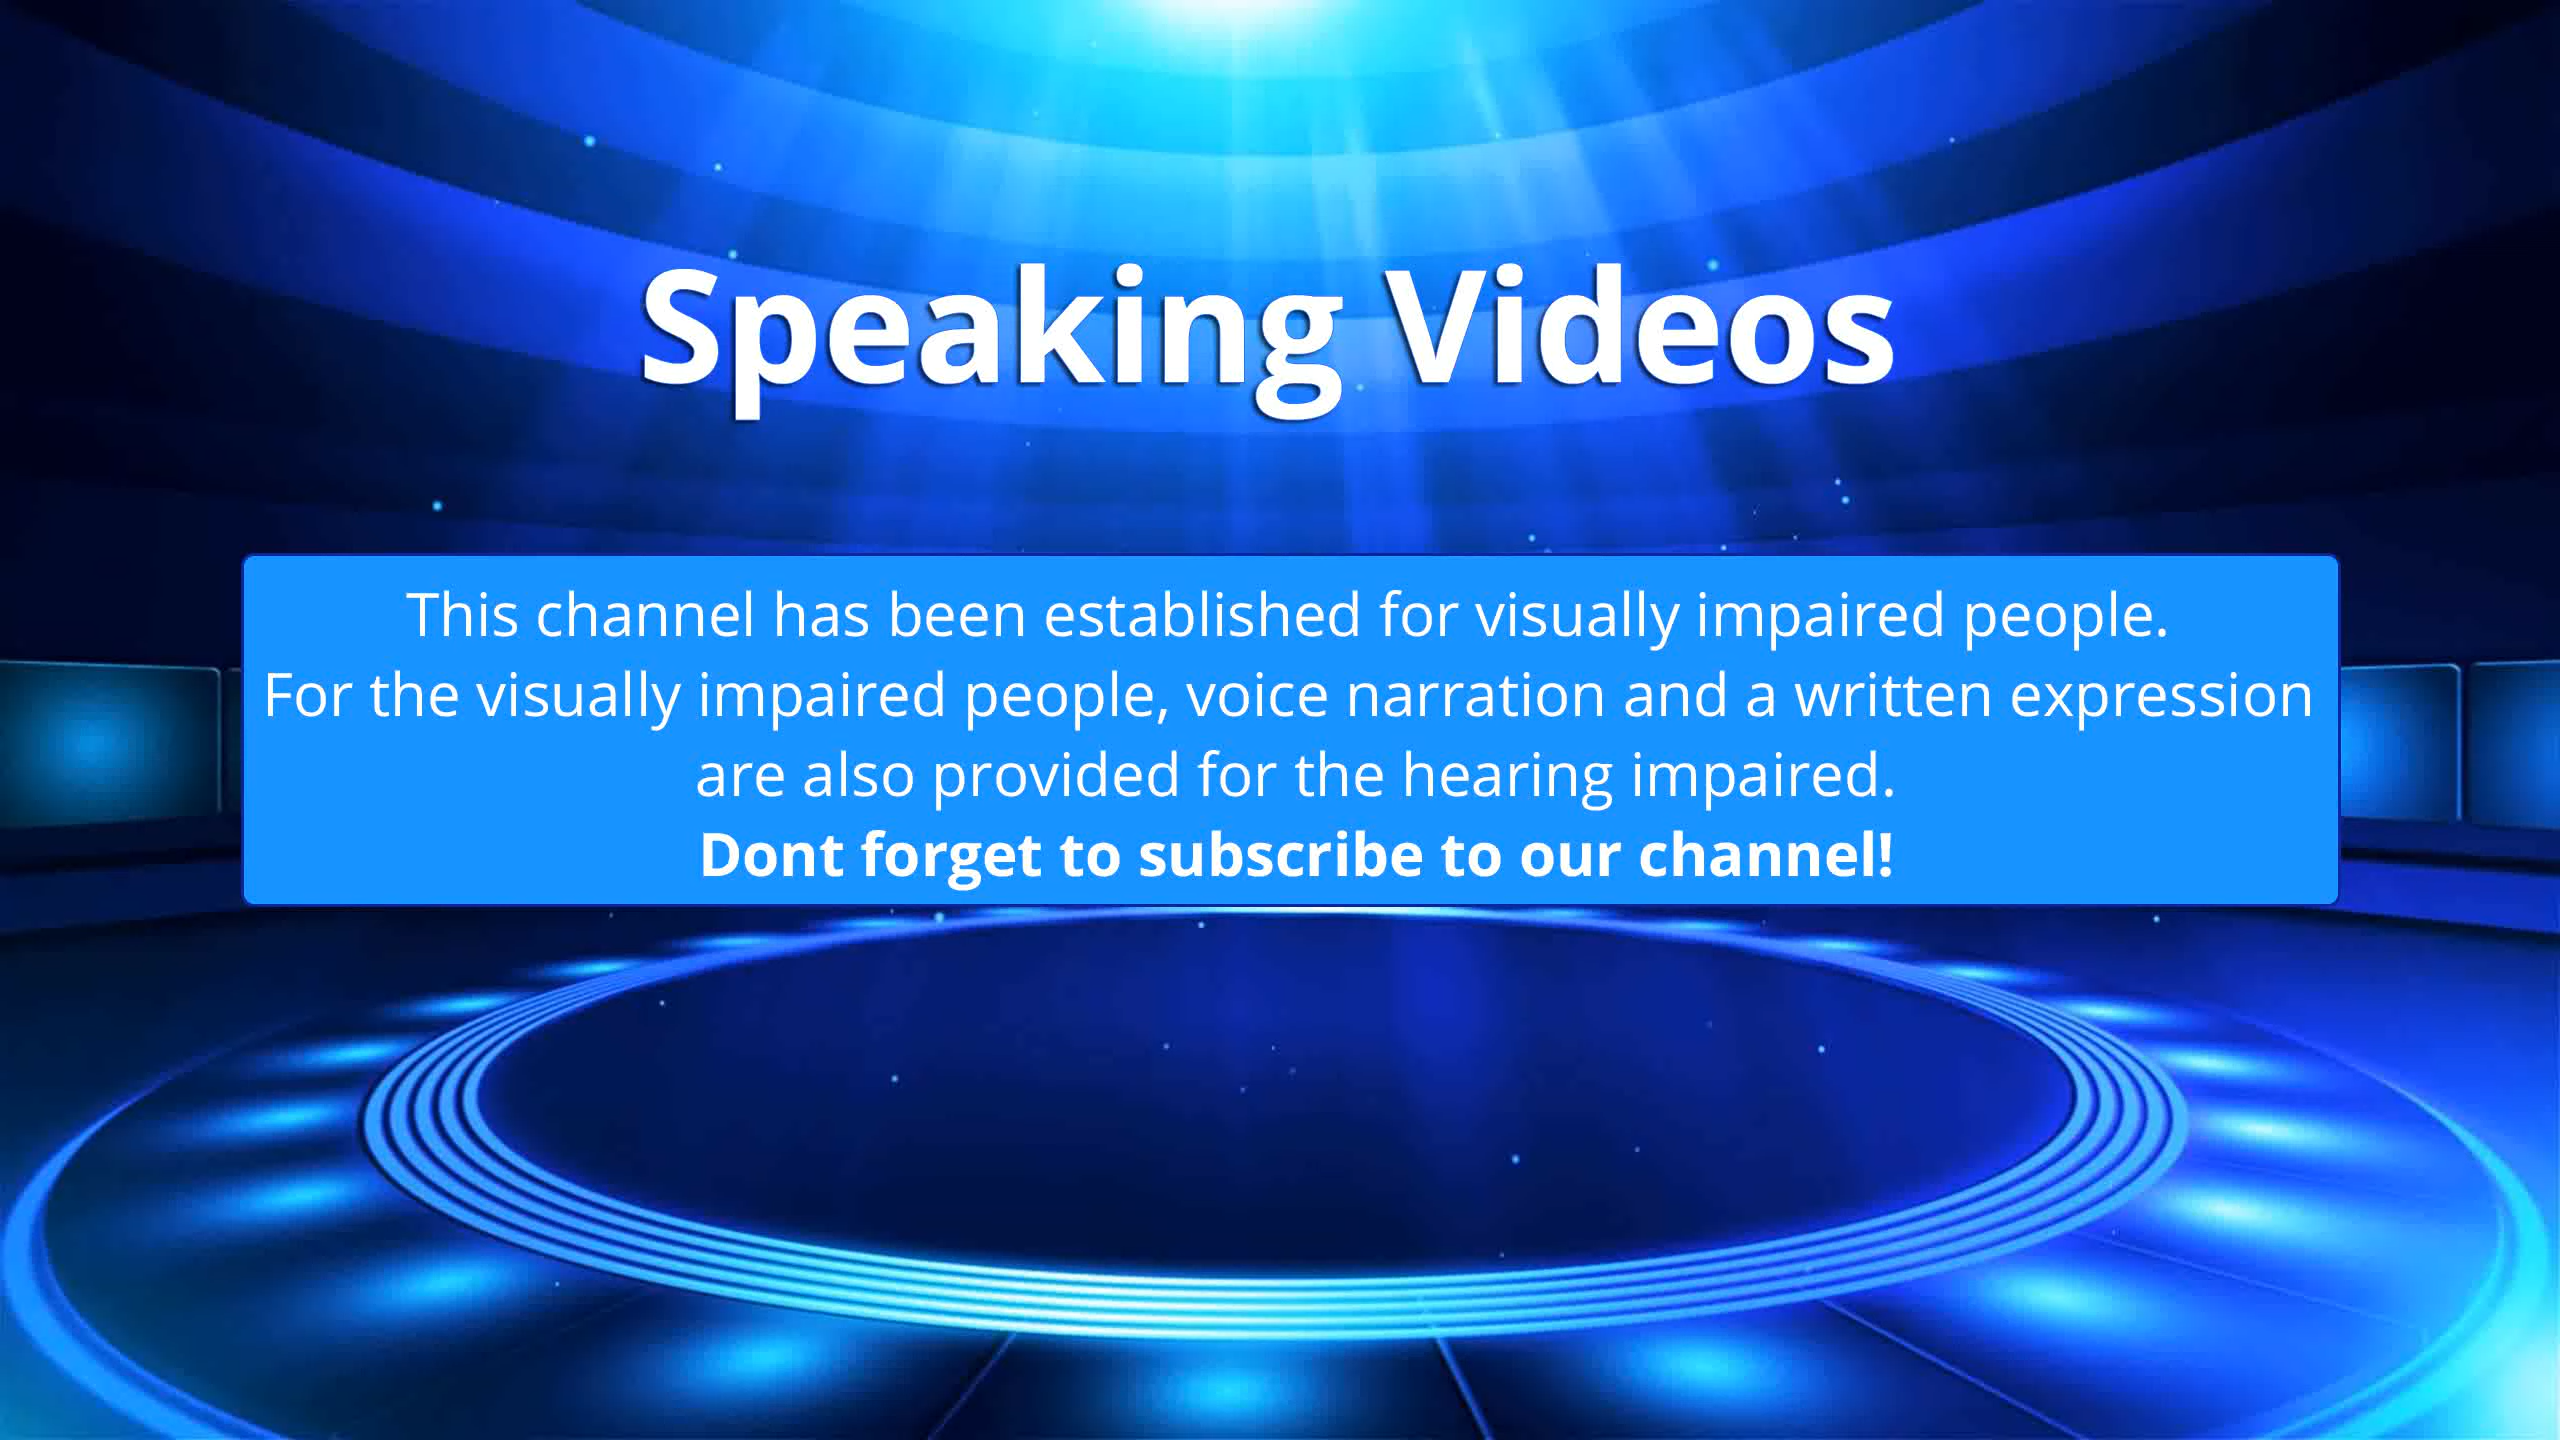 Speaking Videos
This channel has been established for visually impaired people.
For the visually impaired people, voice narration and a written expression
are also provided for the hearing impaired.
Dont forget to subscribe to our channel!